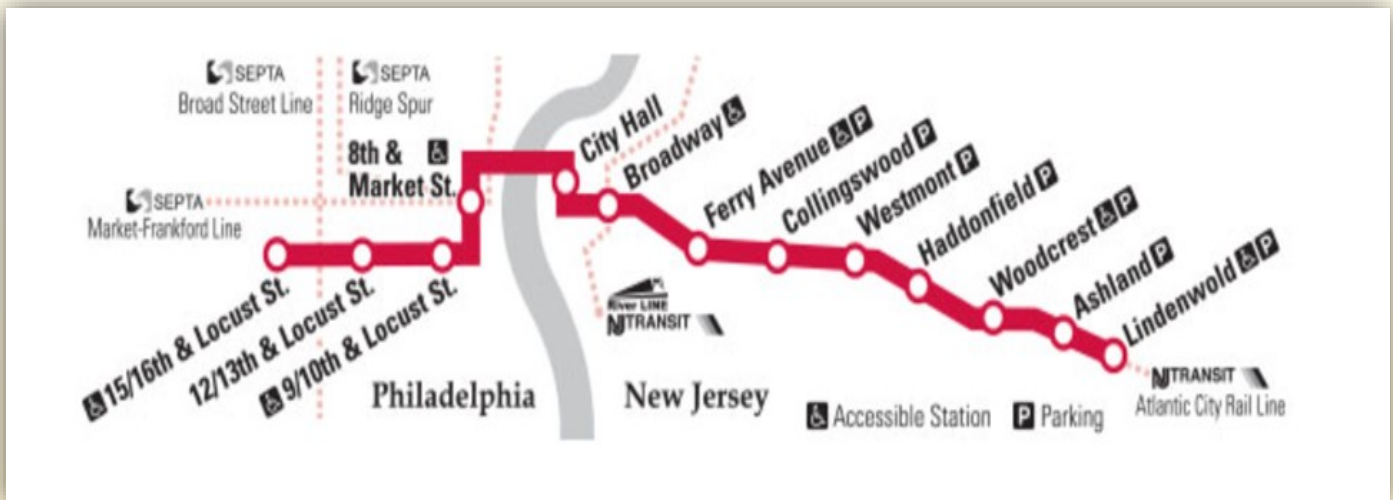 SEPTA
Broad Street Line
SEPTA
Ridge Spur
8th &
Market St.
SEPTA
Market-Frankford Line
15/16th & Locust St.
12/13th & Locust St.
9/10th & Locust St.
City Hall
Broadway
Ferry Avenue P
Collingswood P
Westmont P
Haddonfield P
Woodcrest P
Ashland P
Lindenwold P
River LINE
NJTRANSIT
Philadelphia
New Jersey
Accessible Station
P Parking
NJTRANSIT
Atlantic City Rail Line